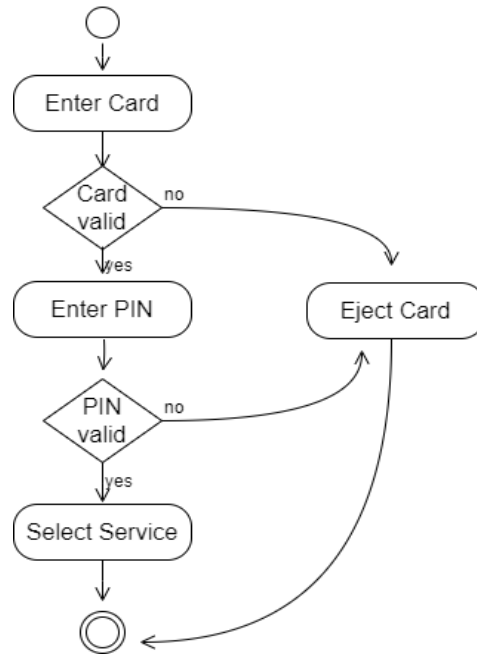 Enter Card
Card
valid
no
yes
Enter PIN
Eject Card
PIN
valid
no
yes
Select Service